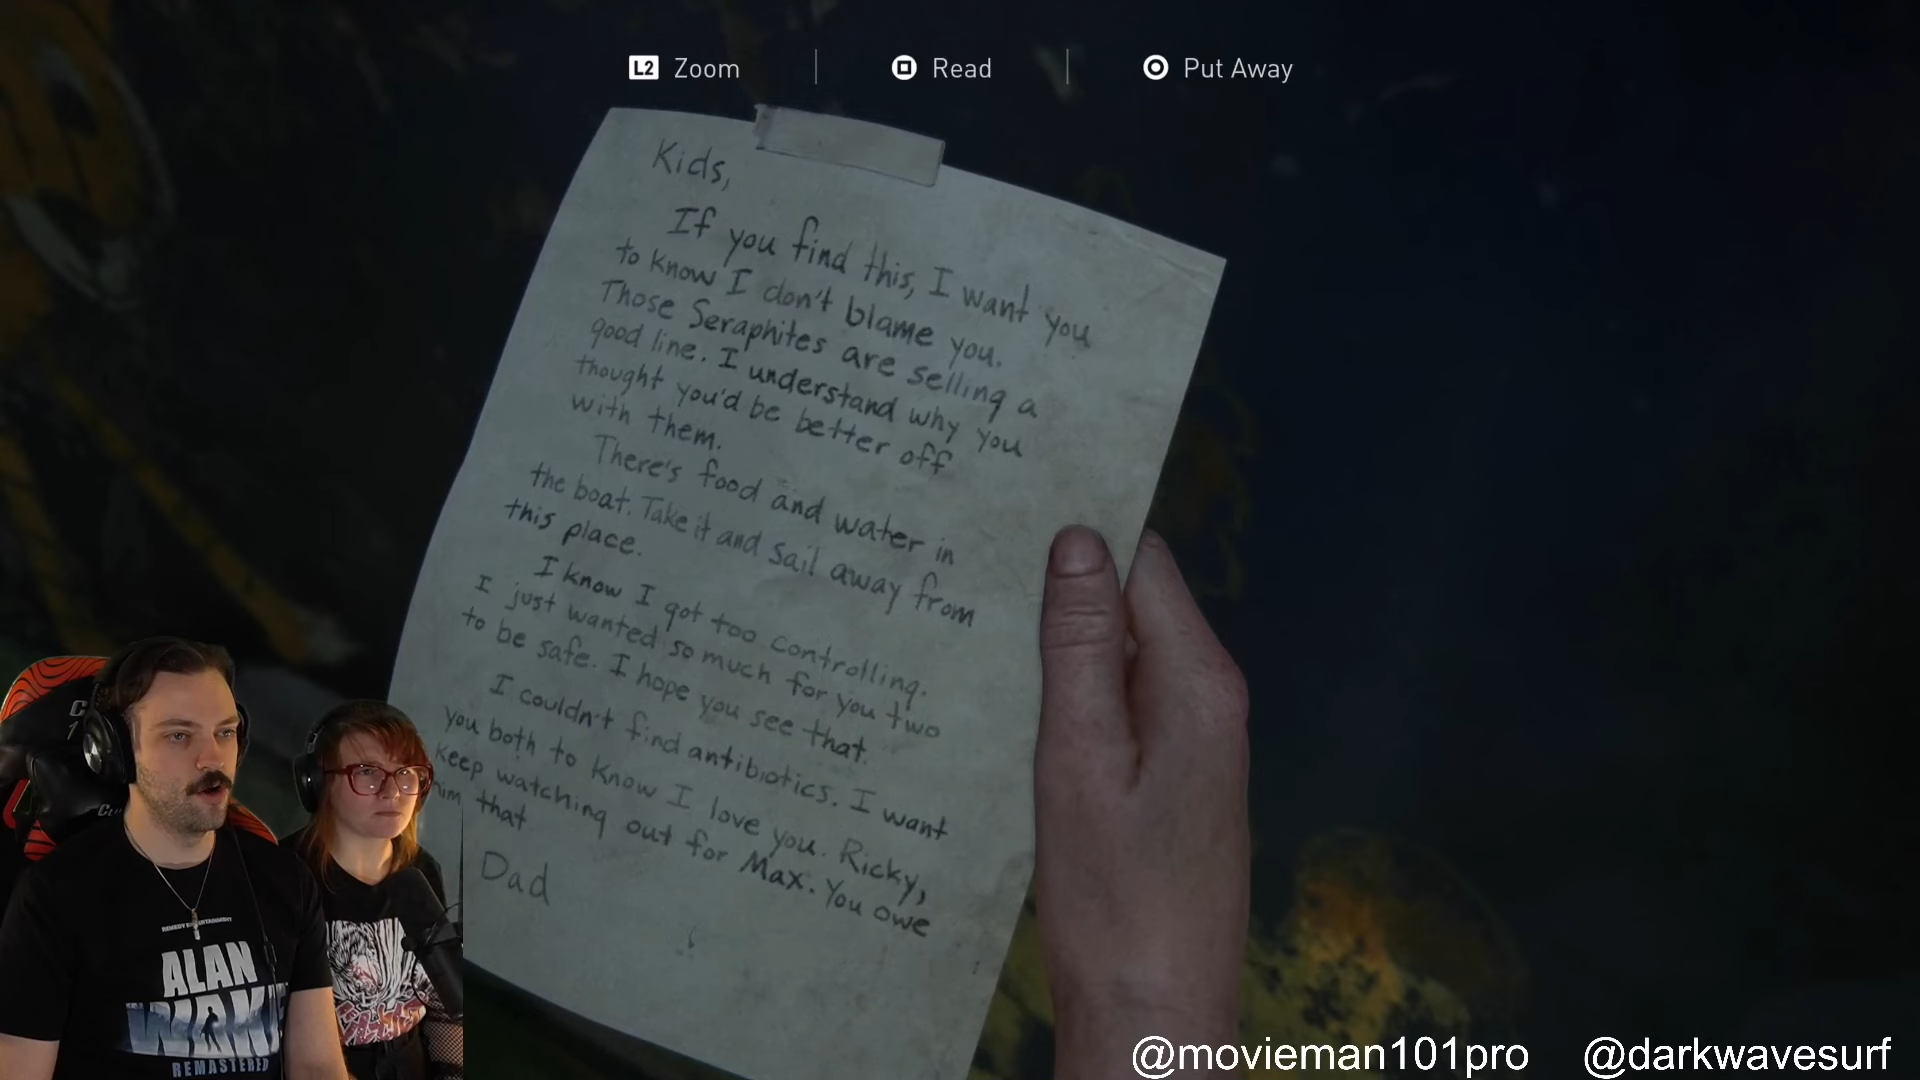 L2 Zoom | Read | Put Away
Kids,
If you find this, I want you
to know I don't blame you.
Those Seraphites are selling a
good line. I understand why you
thought you'd be better off
with them.
There's food and water in
the boat. Take it and sail away from
this place.
I know I got too controlling.
I just wanted so much for you two
to be safe. I hope you see that.
I couldn't find antibiotics. I want
you both to know I love you. Ricky,
keep watching out for Max. You owe
him that
Dad
REMEDY ENTERTAINMENT
ALAN
WAKE
REMASTERED
@movieman101pro @darkwavesurf